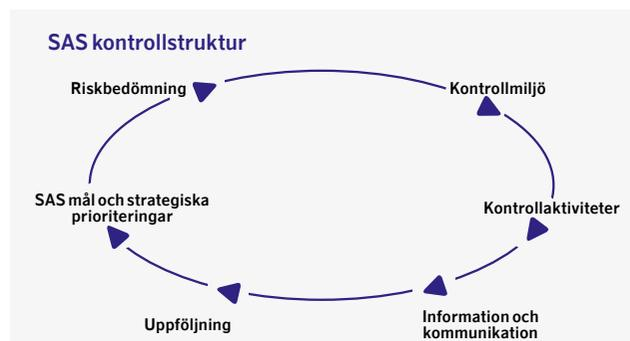 SAS kontrollstruktur
Riskbedömning
Kontrollmiljö
SAS mål och strategiska
prioriteringar
Kontrollaktiviteter
Uppföljning
Information och
kommunikation